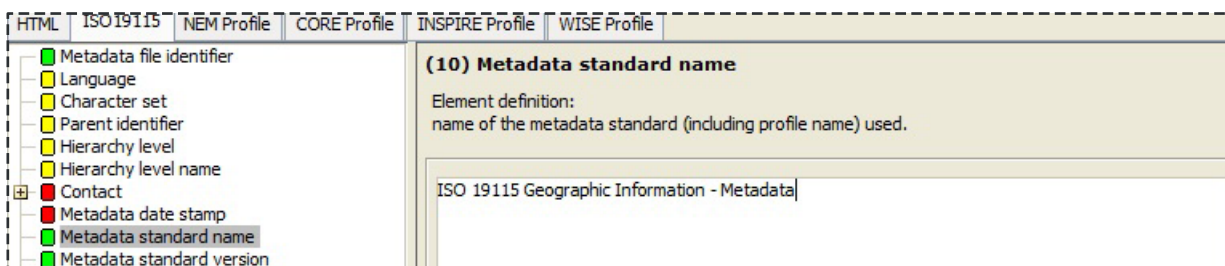 HTML ISO19115 NEM Profile CORE Profile INSPIRE Profile WISE Profile
Metadata file identifier
Language
Character set
Parent identifier
Hierarchy level
Hierarchy level name
Contact
Metadata date stamp
Metadata standard name
Metadata standard version
(10) Metadata standard name
Element definition:
name of the metadata standard (including profile name) used.
ISO 19115 Geographic Information - Metadata